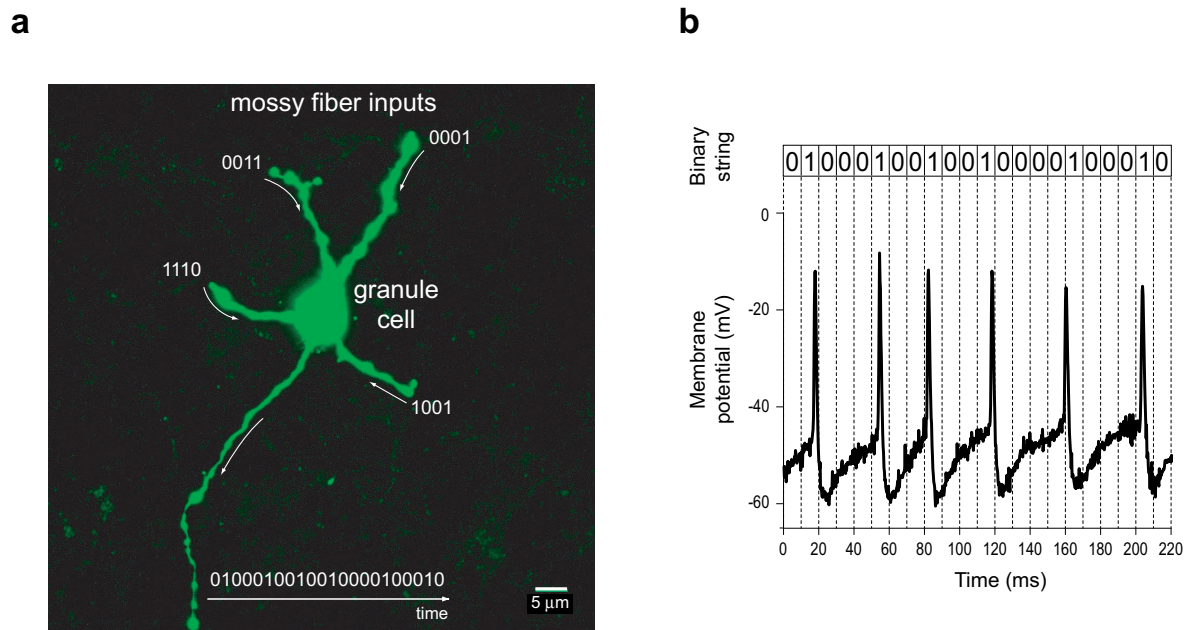 a
mossy fiber inputs
0001
0011
1110
granule
cell
1001
0100010010010000100010
time
5 µm
b
Binary
string
0 1 0 0 0 1 0 0 1 0 0 1 0 0 0 0 1 0 0 0 1 0
Membrane
potential (mV)
0
-20
-40
-60
0 20 40 60 80 100 120 140 160 180 200 220
Time (ms)